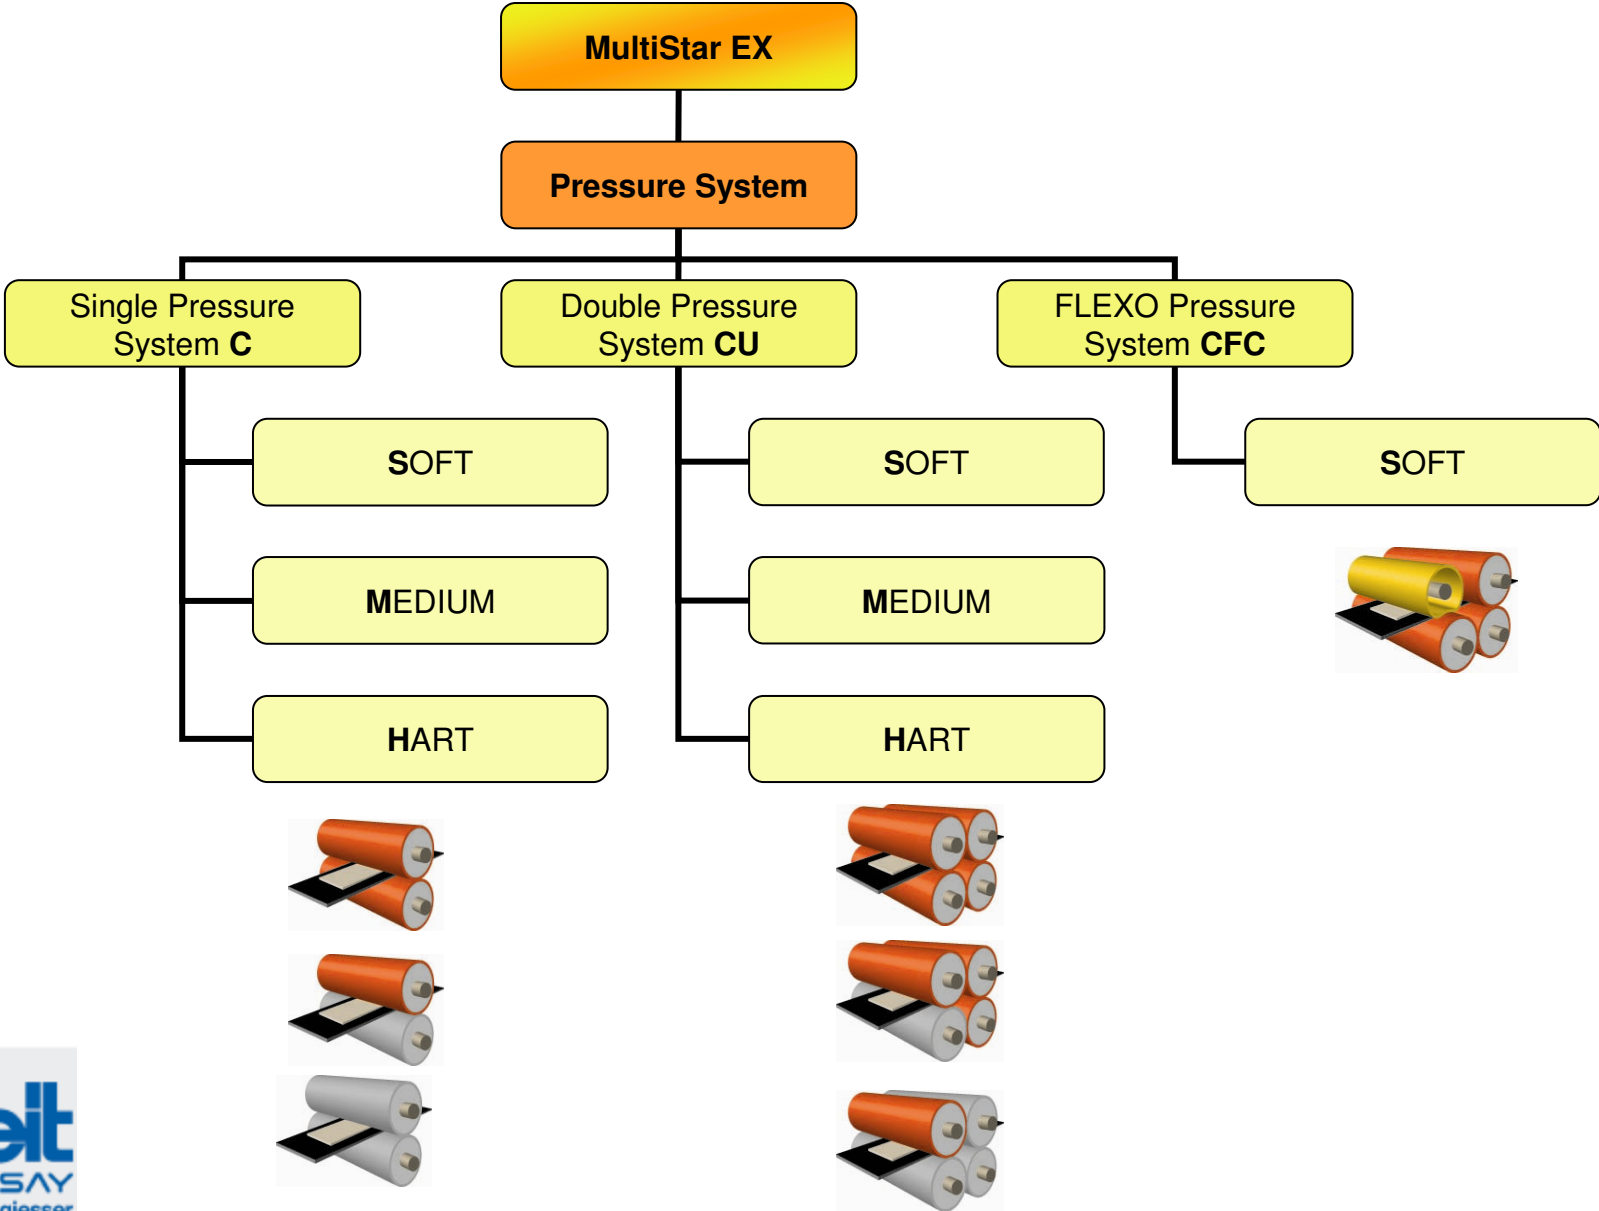 MultiStar EX
Pressure System
Single Pressure
System C
Double Pressure
System CU
FLEXO Pressure
System CFC
SOFT
SOFT
SOFT
MEDIUM
MEDIUM
HART
HART